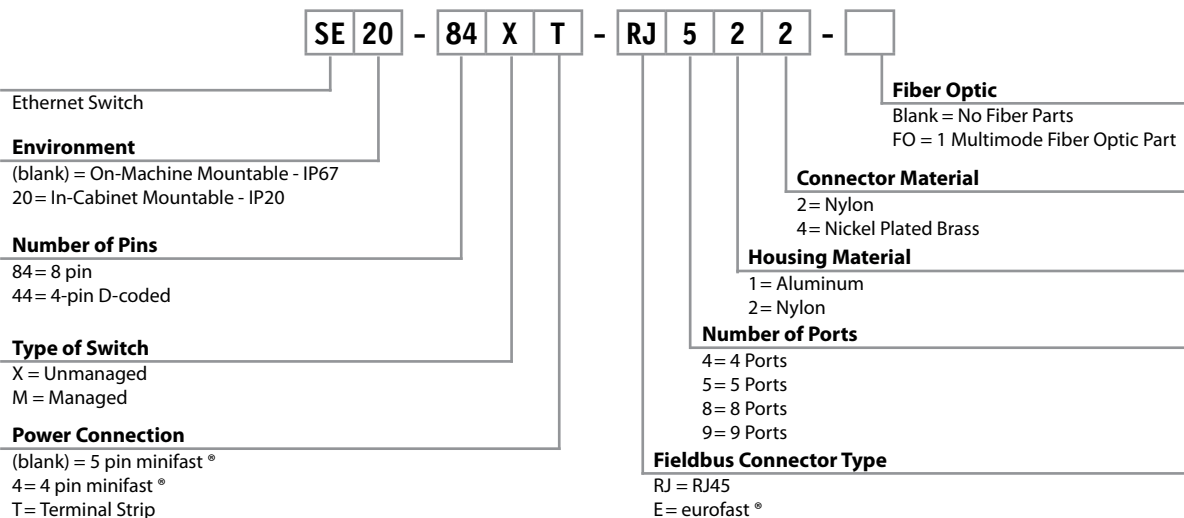 SE 20 - 84 X T - RJ 5 2 2 -
Ethernet Switch
Environment
(blank) = On-Machine Mountable - IP67
20 = In-Cabinet Mountable - IP20
Number of Pins
84 = 8 pin
44 = 4-pin D-coded
Type of Switch
X = Unmanaged
M = Managed
Power Connection
(blank) = 5 pin minifast ®
4 = 4 pin minifast ®
T = Terminal Strip
Fiber Optic
Blank = No Fiber Parts
FO = 1 Multimode Fiber Optic Part
Connector Material
2 = Nylon
4 = Nickel Plated Brass
Housing Material
1 = Aluminum
2 = Nylon
Number of Ports
4 = 4 Ports
5 = 5 Ports
8 = 8 Ports
9 = 9 Ports
Fieldbus Connector Type
RJ = RJ45
E = eurofast ®